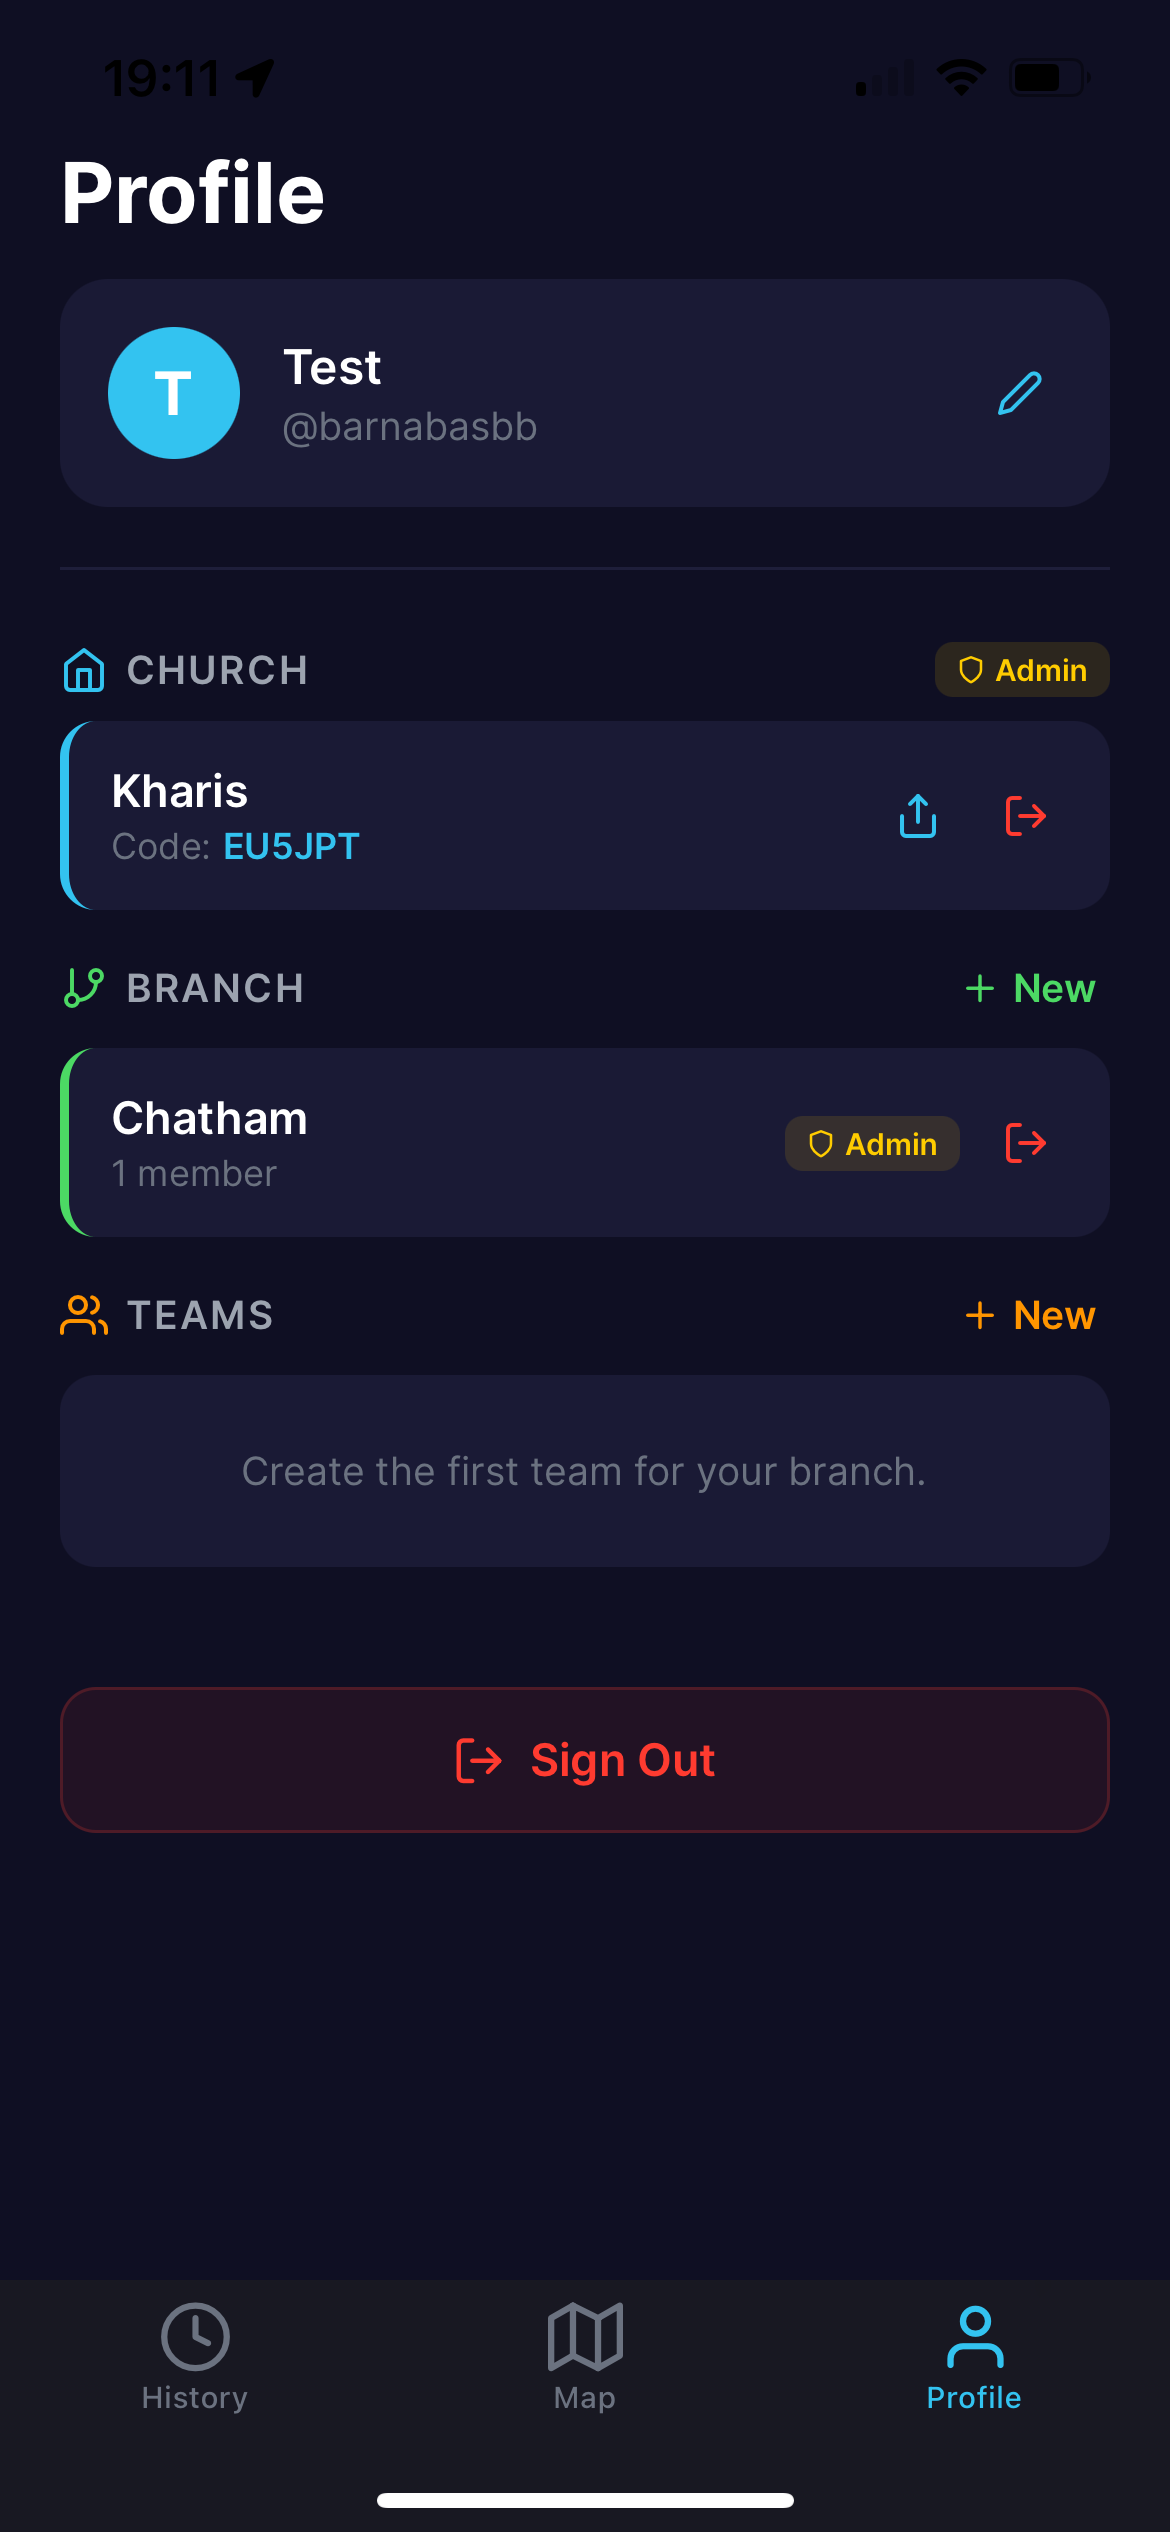 19:11
Profile
T
Test
@barnabasbb
CHURCH
Admin
Kharis
Code: EU5JPT
BRANCH
+ New
Chatham
1 member
Admin
TEAMS
+ New
Create the first team for your branch.
Sign Out
History
Map
Profile